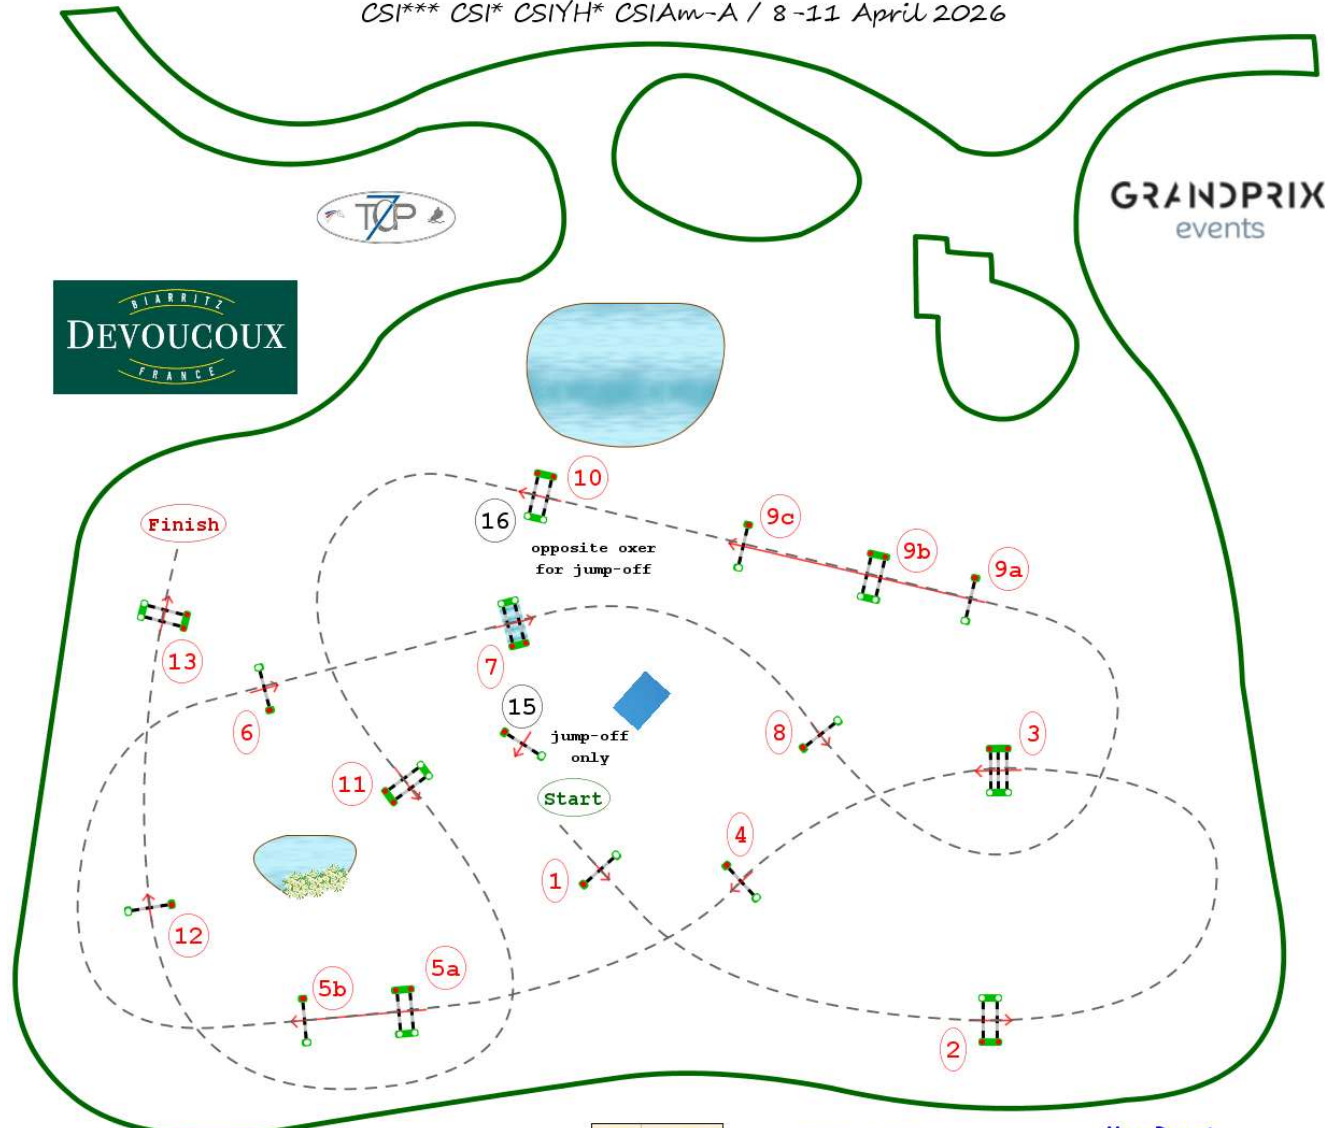 CSI*** CSI* CSIYH* CSIAm-A / 8-11 April 2026
TGP
GRANDPRIX
events
BIARRITZ
DEVOUCOUX
FRANCE
10
16
9c
opposite oxer
for jump-off
9b
9a
Finish
13
7
6
15
jump-off
only
8
3
11
Start
4
1
12
5a
5b
2